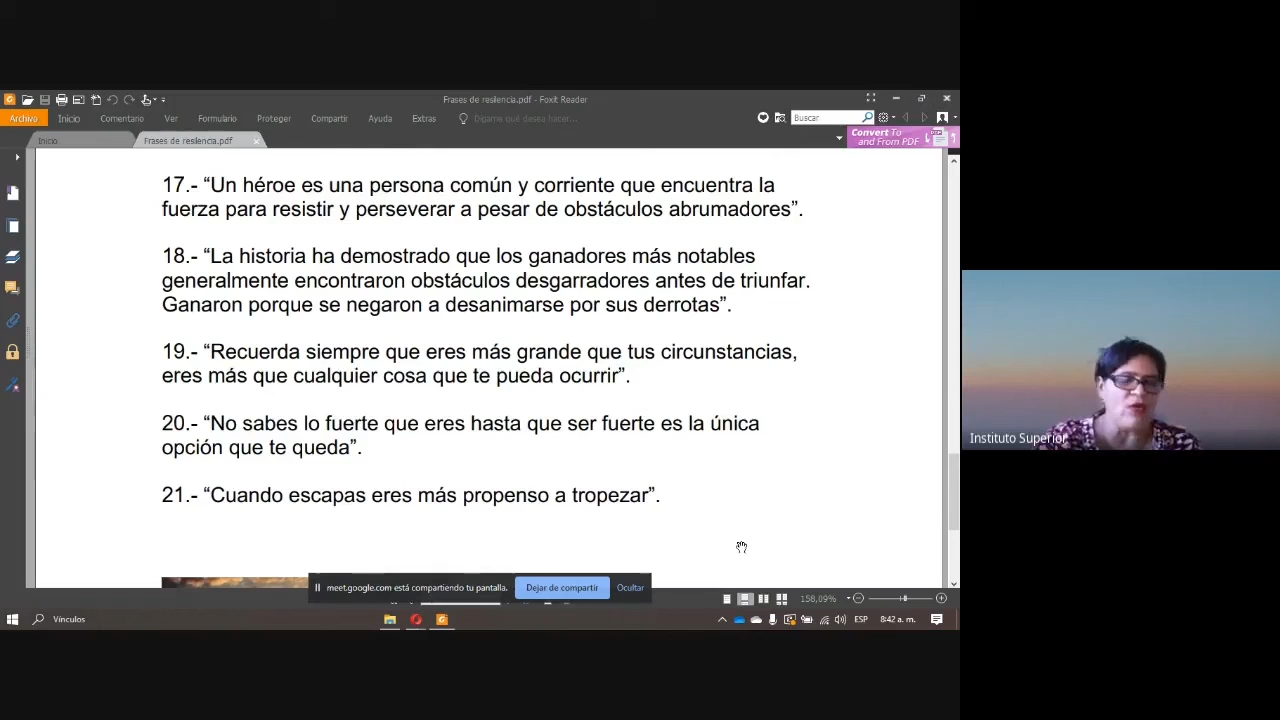 Frases de resilencia.pdf - Foxit Reader
Archivo Inicio Comentario Ver Formulario Proteger Compartir Ayuda Extras Dígame qué desea hacer... Buscar
Inicio Frases de resilencia.pdf
Convert To
and From PDF
17.- “Un héroe es una persona común y corriente que encuentra la
fuerza para resistir y perseverar a pesar de obstáculos abrumadores”.
18.- “La historia ha demostrado que los ganadores más notables
generalmente encontraron obstáculos desgarradores antes de triunfar.
Ganaron porque se negaron a desanimarse por sus derrotas”.
19.- “Recuerda siempre que eres más grande que tus circunstancias,
eres más que cualquier cosa que te pueda ocurrir”.
20.- “No sabes lo fuerte que eres hasta que ser fuerte es la única
opción que te queda”.
21.- “Cuando escapas eres más propenso a tropezar”.
meet.google.com está compartiendo tu pantalla. Dejar de compartir Ocultar
158,09%
Vínculos ESP 8:42 a. m.
Instituto Superior